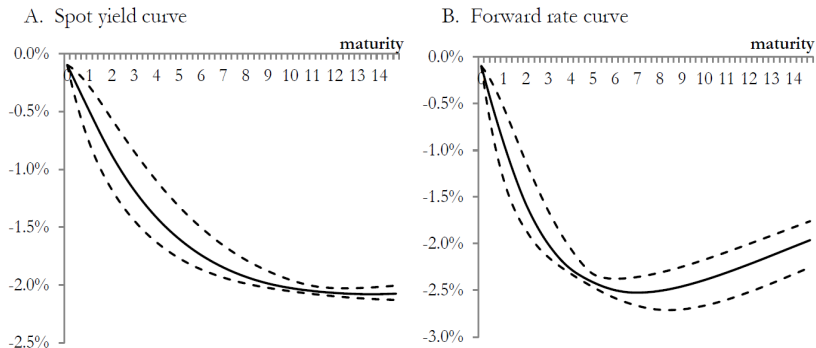 A. Spot yield curve
maturity
0.0%
0 1 2 3 4 5 6 7 8 9 10 11 12 13 14
-0.5%
-1.0%
-1.5%
-2.0%
-2.5%
B. Forward rate curve
maturity
0.0%
0 1 2 3 4 5 6 7 8 9 10 11 12 13 14
-0.5%
-1.0%
-1.5%
-2.0%
-2.5%
-3.0%